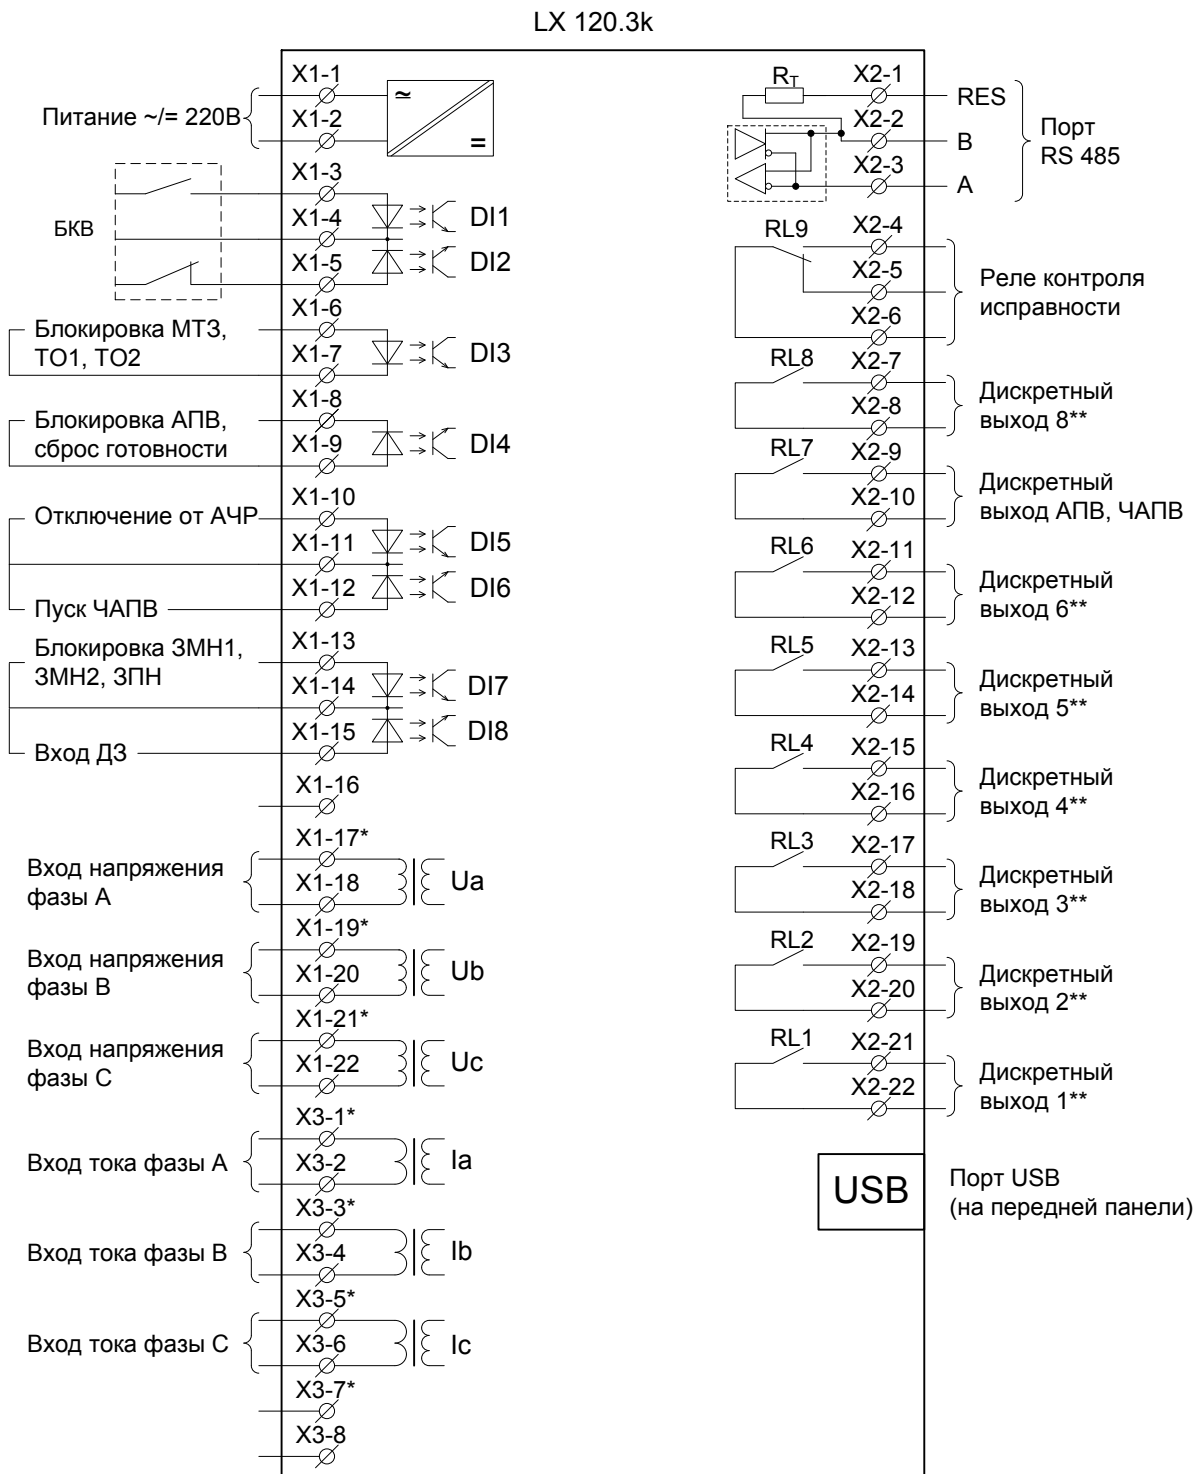 LX 120.3k
Питание ~/= 220В
X1-1
X1-2
≃
=
БКВ
X1-3
X1-4
X1-5
DI1
DI2
Блокировка МТЗ,
ТО1, ТО2
X1-6
X1-7
DI3
Блокировка АПВ,
сброс готовности
X1-8
X1-9
DI4
Отключение от АЧР
Пуск ЧАПВ
X1-10
X1-11
X1-12
DI5
DI6
Блокировка ЗМН1,
ЗМН2, ЗПН
Вход ДЗ
X1-13
X1-14
X1-15
DI7
DI8
X1-16
Вход напряжения
фазы А
X1-17*
X1-18
Ua
Вход напряжения
фазы В
X1-19*
X1-20
Ub
Вход напряжения
фазы С
X1-21*
X1-22
Uc
Вход тока фазы А
X3-1*
X3-2
Ia
Вход тока фазы В
X3-3*
X3-4
Ib
Вход тока фазы С
X3-5*
X3-6
Ic
X3-7*
X3-8
RT
X2-1
X2-2
X2-3
RES
B
A
Порт
RS 485
RL9
X2-4
X2-5
X2-6
Реле контроля
исправности
RL8
X2-7
X2-8
Дискретный
выход 8**
RL7
X2-9
X2-10
Дискретный
выход АПВ, ЧАПВ
RL6
X2-11
X2-12
Дискретный
выход 6**
RL5
X2-13
X2-14
Дискретный
выход 5**
RL4
X2-15
X2-16
Дискретный
выход 4**
RL3
X2-17
X2-18
Дискретный
выход 3**
RL2
X2-19
X2-20
Дискретный
выход 2**
RL1
X2-21
X2-22
Дискретный
выход 1**
USB
Порт USB
(на передней панели)